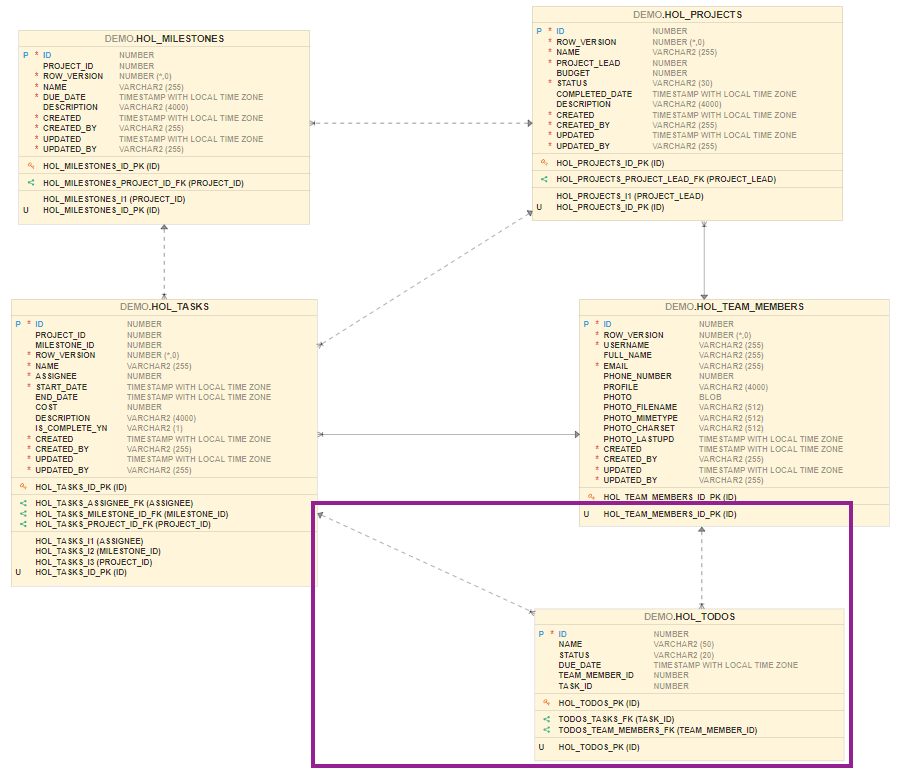 DEMO.HOL_MILESTONES
P * ID NUMBER
PROJECT_ID NUMBER
* ROW_VERSION NUMBER (*,0)
* NAME VARCHAR2 (255)
* DUE_DATE TIMESTAMP WITH LOCAL TIME ZONE
DESCRIPTION VARCHAR2 (4000)
* CREATED TIMESTAMP WITH LOCAL TIME ZONE
* CREATED_BY VARCHAR2 (255)
* UPDATED TIMESTAMP WITH LOCAL TIME ZONE
* UPDATED_BY VARCHAR2 (255)
HOL_MILESTONES_ID_PK (ID)
HOL_MILESTONES_PROJECT_ID_FK (PROJECT_ID)
HOL_MILESTONES_I1 (PROJECT_ID)
U HOL_MILESTONES_ID_PK (ID)
DEMO.HOL_PROJECTS
P * ID NUMBER
* ROW_VERSION NUMBER (*,0)
* NAME VARCHAR2 (255)
* PROJECT_LEAD NUMBER
BUDGET NUMBER
* STATUS VARCHAR2 (30)
COMPLETED_DATE TIMESTAMP WITH LOCAL TIME ZONE
DESCRIPTION VARCHAR2 (4000)
* CREATED TIMESTAMP WITH LOCAL TIME ZONE
* CREATED_BY VARCHAR2 (255)
* UPDATED TIMESTAMP WITH LOCAL TIME ZONE
* UPDATED_BY VARCHAR2 (255)
HOL_PROJECTS_ID_PK (ID)
HOL_PROJECTS_PROJECT_LEAD_FK (PROJECT_LEAD)
HOL_PROJECTS_I1 (PROJECT_LEAD)
U HOL_PROJECTS_ID_PK (ID)
DEMO.HOL_TASKS
P * ID NUMBER
PROJECT_ID NUMBER
MILESTONE_ID NUMBER
* ROW_VERSION NUMBER (*,0)
* NAME VARCHAR2 (255)
* ASSIGNEE NUMBER
* START_DATE TIMESTAMP WITH LOCAL TIME ZONE
END_DATE TIMESTAMP WITH LOCAL TIME ZONE
COST NUMBER
DESCRIPTION VARCHAR2 (4000)
IS_COMPLETE_YN VARCHAR2 (1)
* CREATED TIMESTAMP WITH LOCAL TIME ZONE
* CREATED_BY VARCHAR2 (255)
* UPDATED TIMESTAMP WITH LOCAL TIME ZONE
* UPDATED_BY VARCHAR2 (255)
HOL_TASKS_ID_PK (ID)
HOL_TASKS_ASSIGNEE_FK (ASSIGNEE)
HOL_TASKS_MILESTONE_ID_FK (MILESTONE_ID)
HOL_TASKS_PROJECT_ID_FK (PROJECT_ID)
HOL_TASKS_I1 (ASSIGNEE)
HOL_TASKS_I2 (MILESTONE_ID)
HOL_TASKS_I3 (PROJECT_ID)
U HOL_TASKS_ID_PK (ID)
DEMO.HOL_TEAM_MEMBERS
P * ID NUMBER
* ROW_VERSION NUMBER (*,0)
* USERNAME VARCHAR2 (255)
FULL_NAME VARCHAR2 (255)
* EMAIL VARCHAR2 (255)
PHONE_NUMBER NUMBER
PROFILE VARCHAR2 (4000)
PHOTO BLOB
PHOTO_FILENAME VARCHAR2 (512)
PHOTO_MIMETYPE VARCHAR2 (512)
PHOTO_CHARSET VARCHAR2 (512)
PHOTO_LASTUPD TIMESTAMP WITH LOCAL TIME ZONE
* CREATED TIMESTAMP WITH LOCAL TIME ZONE
* CREATED_BY VARCHAR2 (255)
* UPDATED TIMESTAMP WITH LOCAL TIME ZONE
* UPDATED_BY VARCHAR2 (255)
HOL_TEAM_MEMBERS_ID_PK (ID)
U HOL_TEAM_MEMBERS_ID_PK (ID)
DEMO.HOL_TODOS
P * ID NUMBER
NAME VARCHAR2 (50)
STATUS VARCHAR2 (20)
DUE_DATE TIMESTAMP WITH LOCAL TIME ZONE
TEAM_MEMBER_ID NUMBER
TASK_ID NUMBER
HOL_TODOS_PK (ID)
TODOS_TASKS_FK (TASK_ID)
TODOS_TEAM_MEMBERS_FK (TEAM_MEMBER_ID)
U HOL_TODOS_PK (ID)